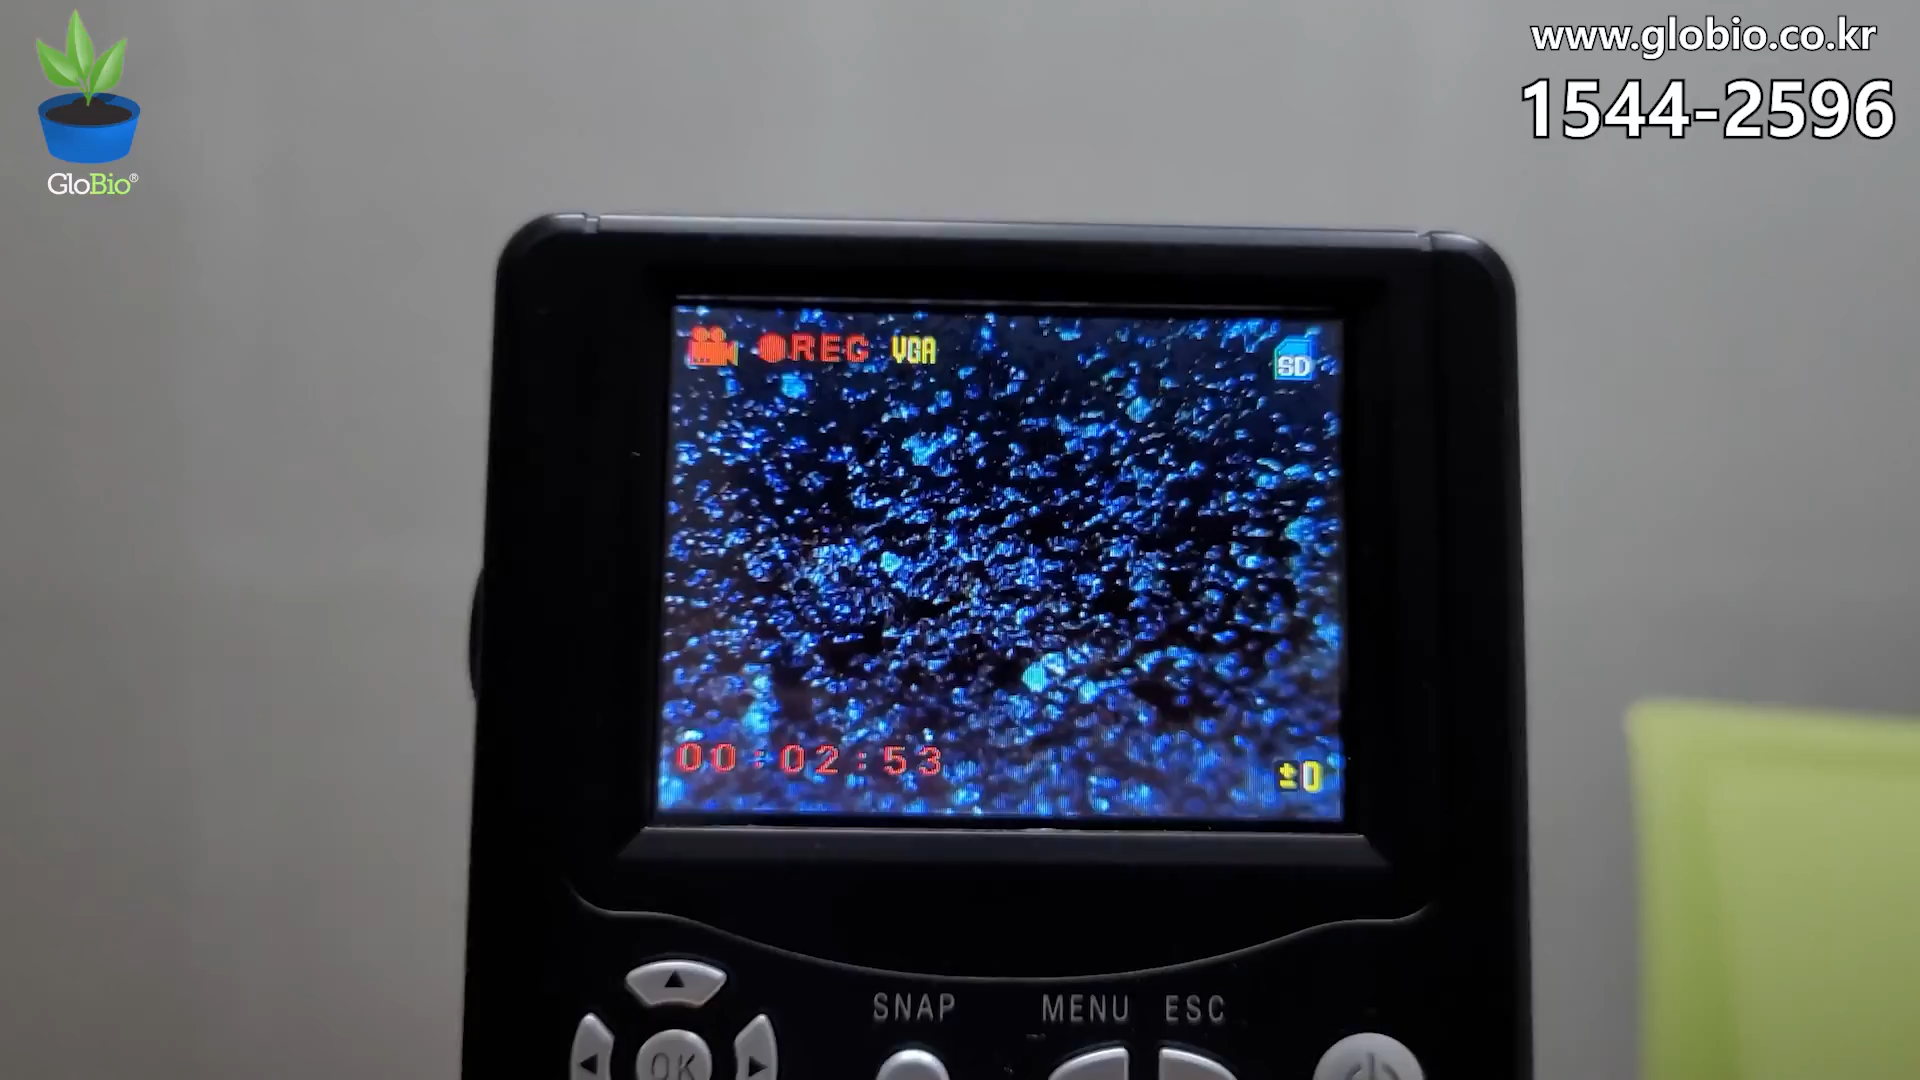 www.globio.co.kr
1544-2596
GloBio®
REC VGA
SD
00:02:53
±0
SNAP MENU ESC
OK